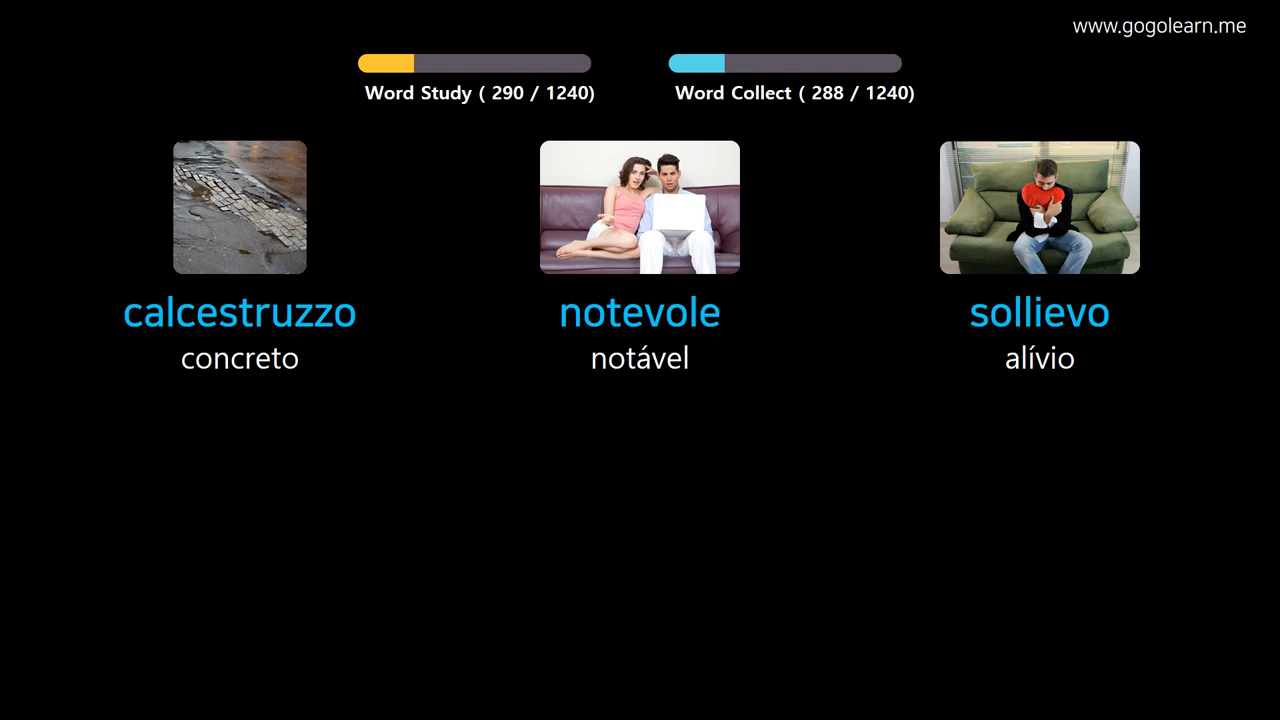 www.gogolearn.me
Word Study ( 290 / 1240)
Word Collect ( 288 / 1240)
calcestruzzo
concreto
notevole
notável
sollievo
alívio